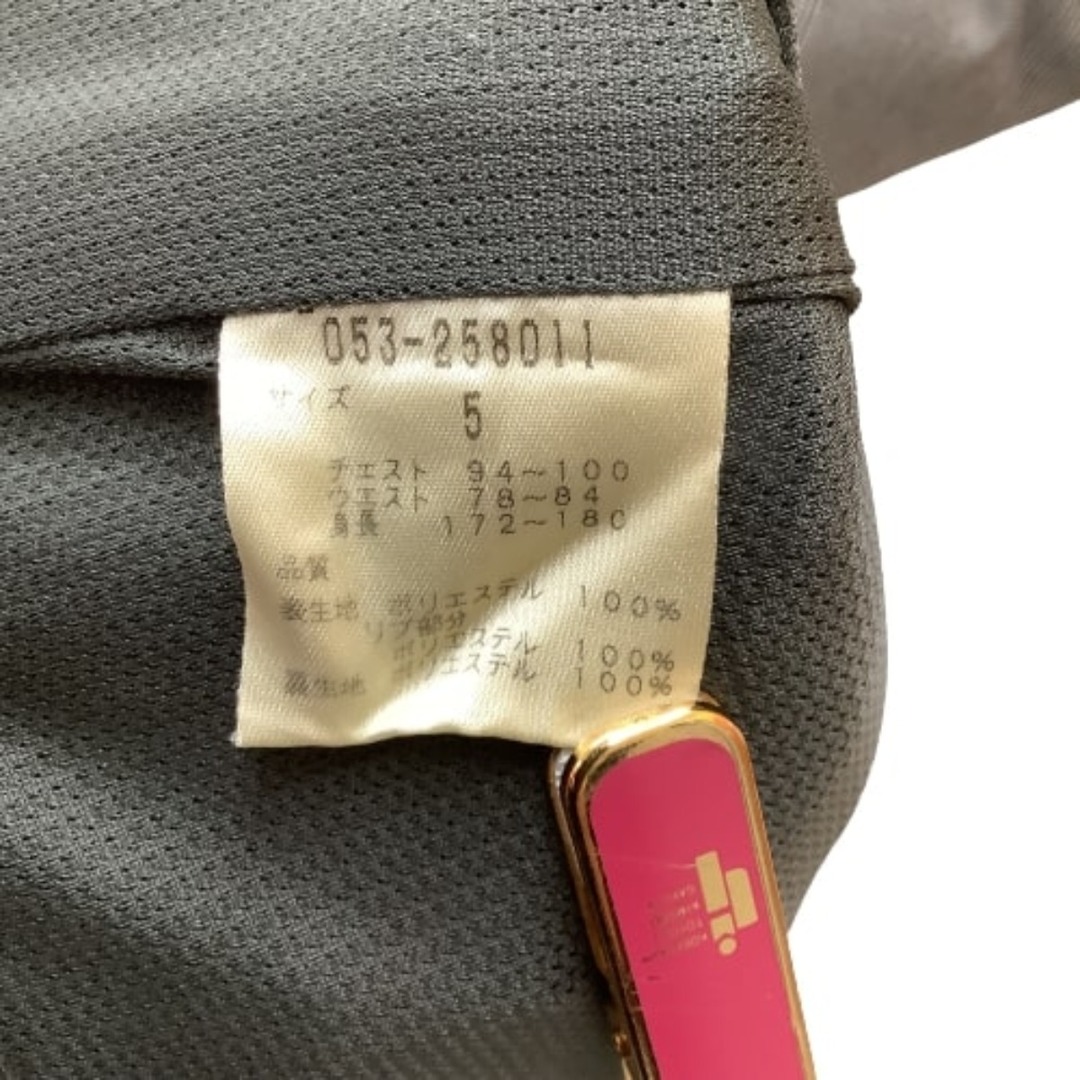 053-258011
サイズ 5
チェスト 94~100
ウエスト 78~84
身長 172~180
品質
表生地 ポリエステル 100%
リブ部分
ポリエステル 100%
裏生地 ポリエステル 100%